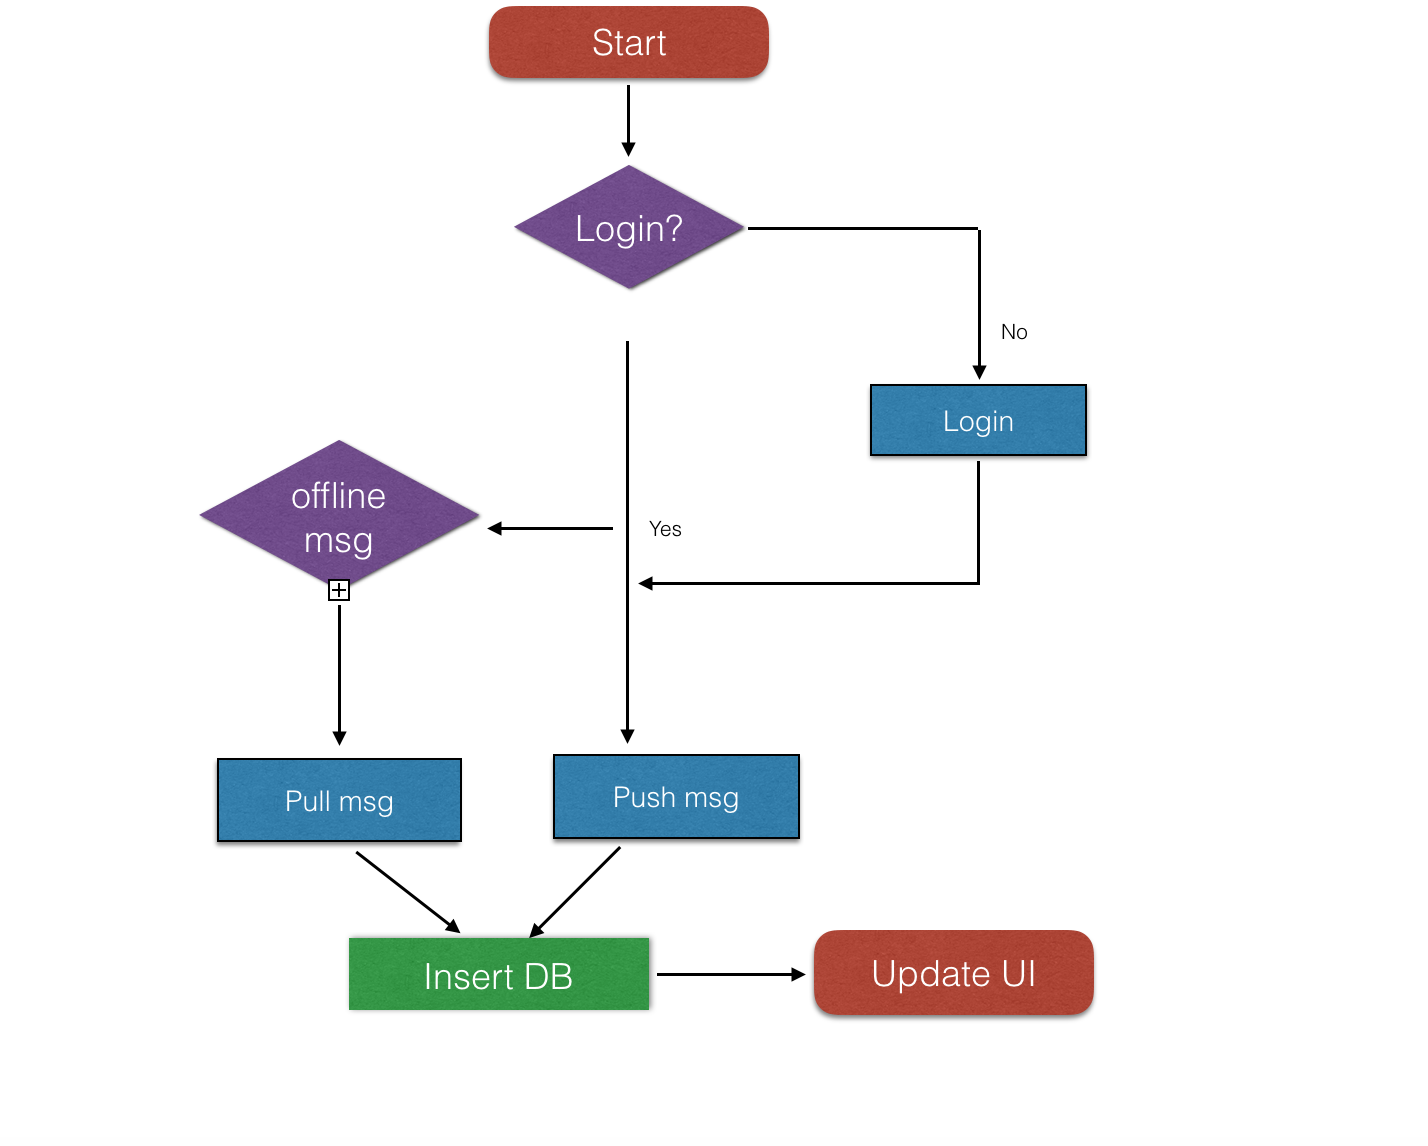 Start
Login?
No
Login
offline
msg
Yes
Pull msg
Push msg
Insert DB
Update UI